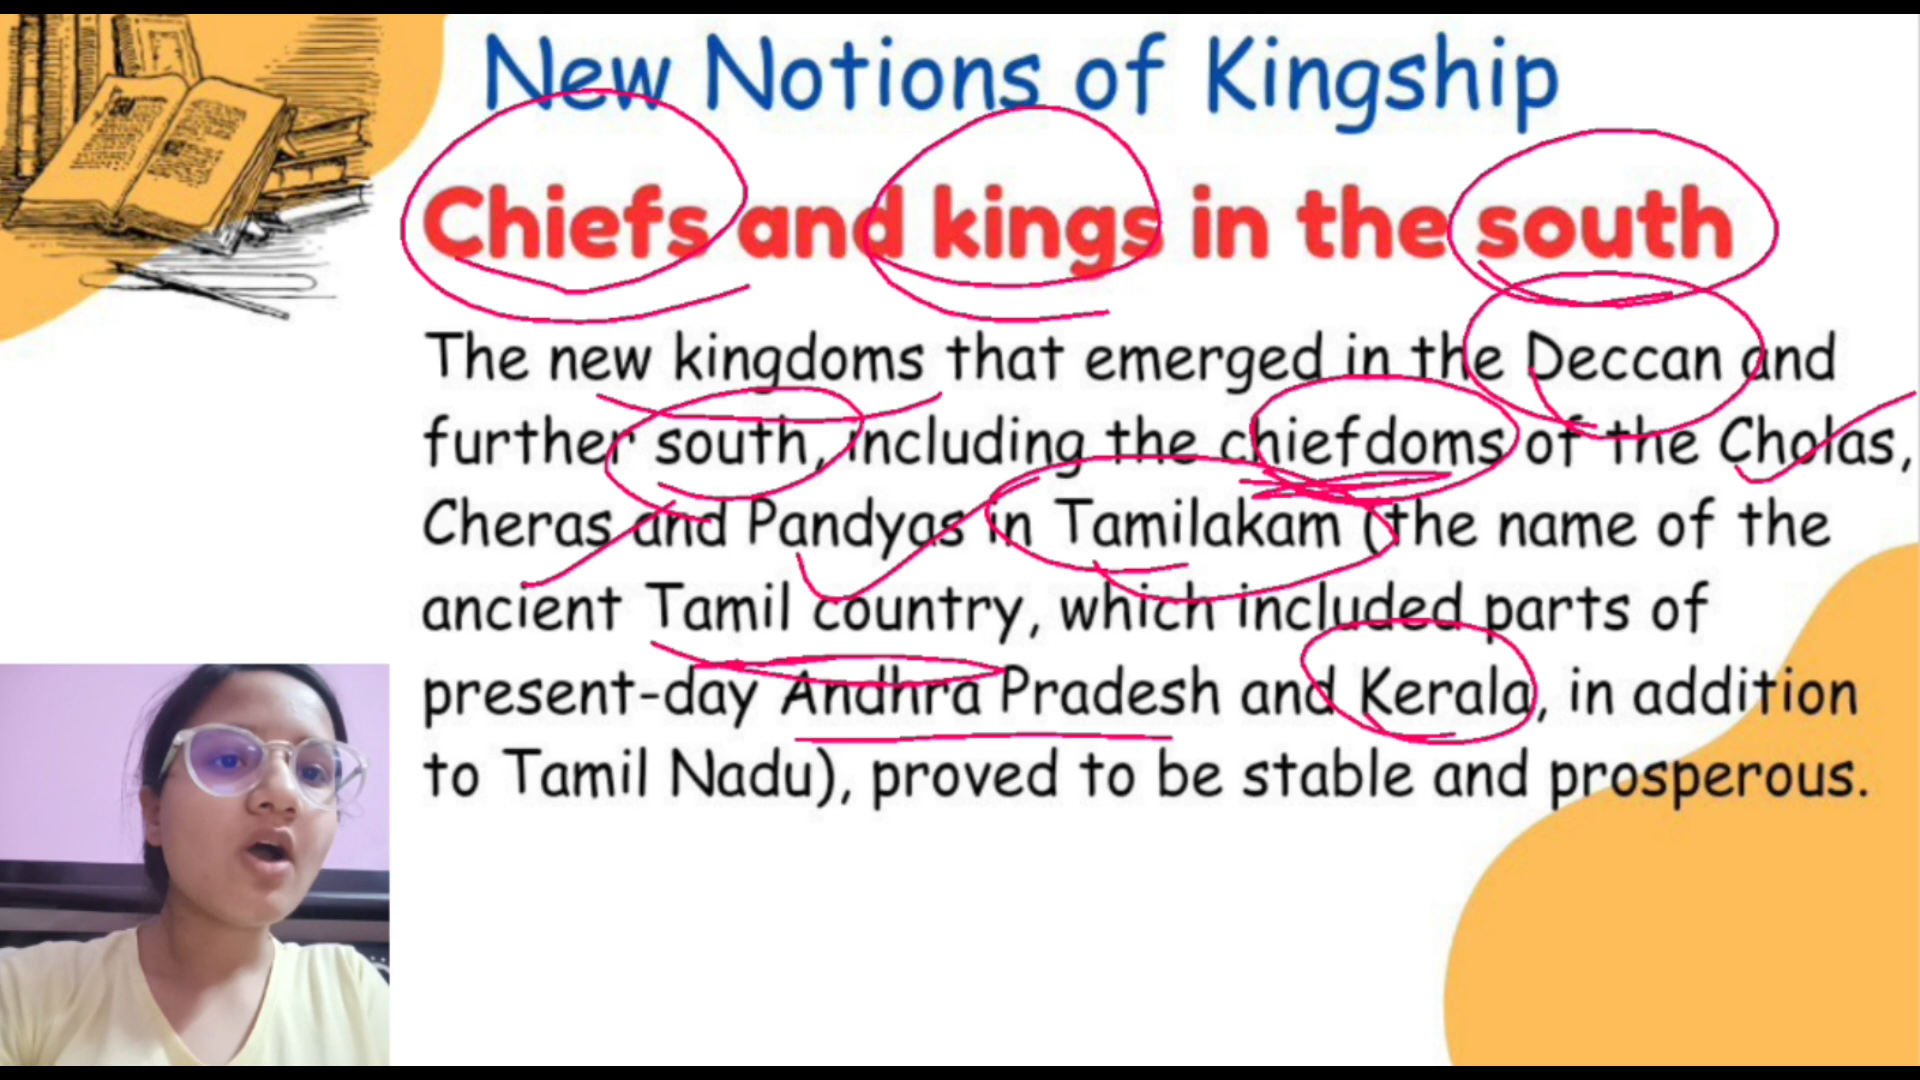 New Notions of Kingship
Chiefs and kings in the south
The new kingdoms that emerged in the Deccan and
further south, including the chiefdoms of the Cholas,
Cheras and Pandyas in Tamilakam (the name of the
ancient Tamil country, which included parts of
present-day Andhra Pradesh and Kerala, in addition
to Tamil Nadu), proved to be stable and prosperous.